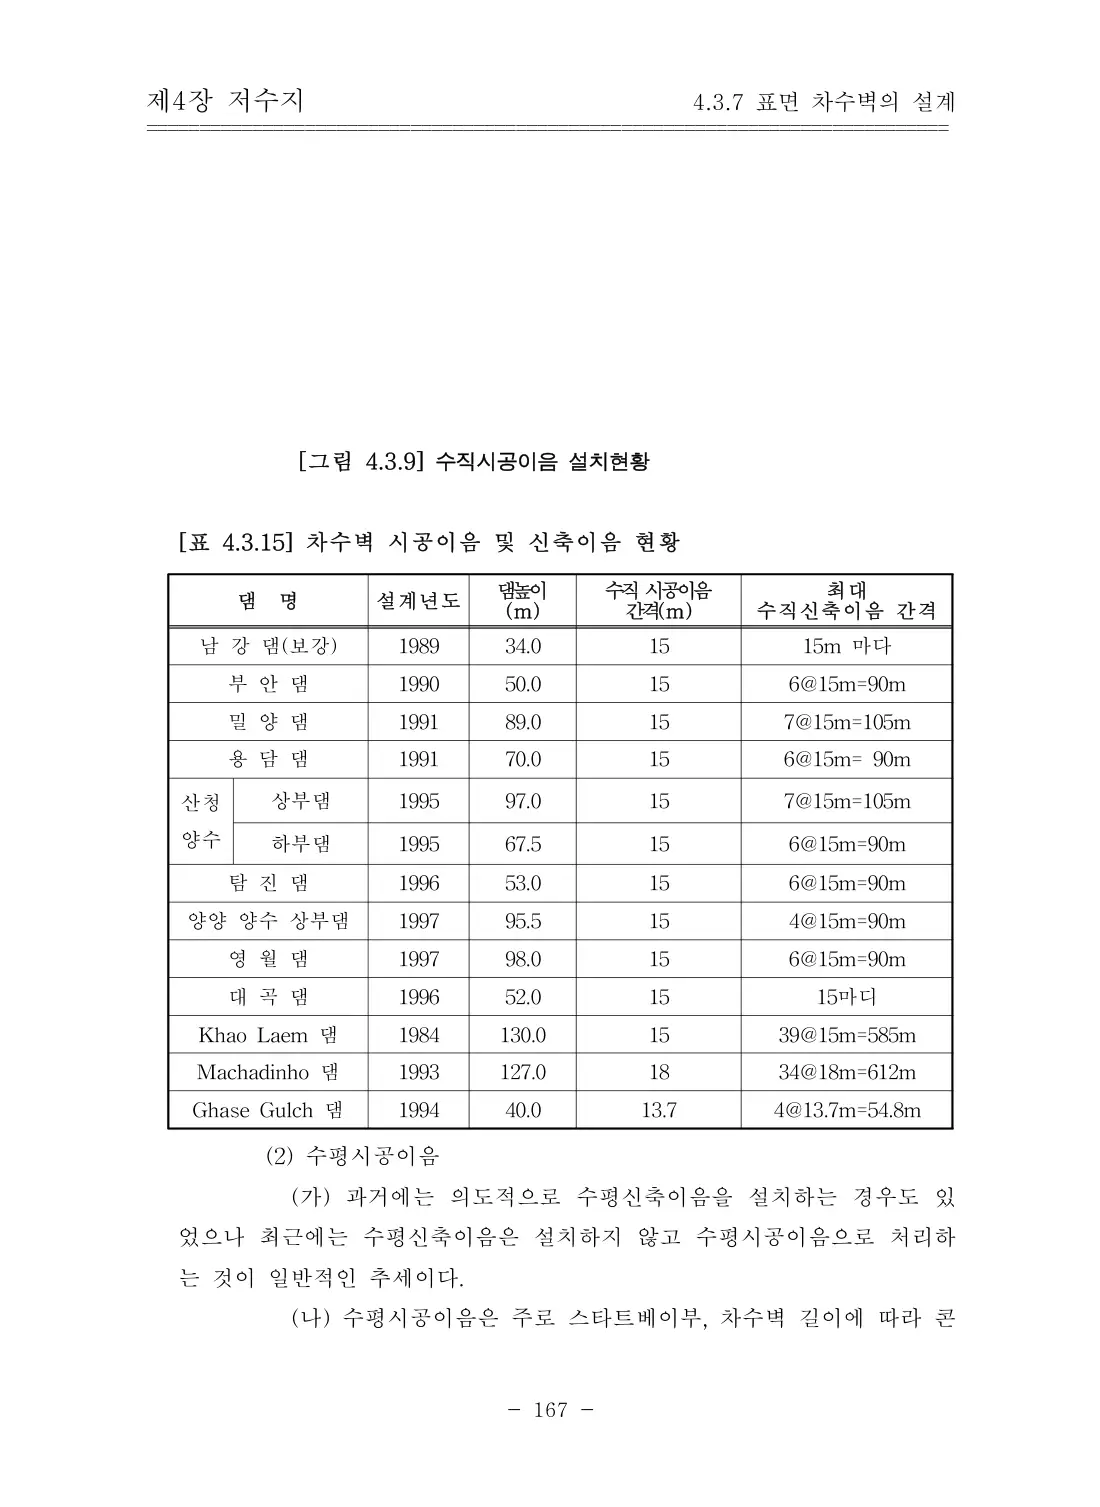 제4장 저수지 4.3.7 표면 차수벽의 설계
[그림 4.3.9] 수직시공이음 설치현황
[표 4.3.15] 차수벽 시공이음 및 신축이음 현황
댐 명 설계년도 댐높이(m) 수직 시공이음 간격(m) 최대 수직신축이음 간격
남 강 댐(보강) 1989 34.0 15 15m 마다
부 안 댐 1990 50.0 15 6@15m=90m
밀 양 댐 1991 89.0 15 7@15m=105m
용 담 댐 1991 70.0 15 6@15m= 90m
산청 양수 상부댐 1995 97.0 15 7@15m=105m
하부댐 1995 67.5 15 6@15m=90m
탐 진 댐 1996 53.0 15 6@15m=90m
양양 양수 상부댐 1997 95.5 15 4@15m=90m
영 월 댐 1997 98.0 15 6@15m=90m
대 곡 댐 1996 52.0 15 15마디
Khao Laem 댐 1984 130.0 15 39@15m=585m
Machadinho 댐 1993 127.0 18 34@18m=612m
Ghase Gulch 댐 1994 40.0 13.7 4@13.7m=54.8m
(2) 수평시공이음
(가) 과거에는 의도적으로 수평신축이음을 설치하는 경우도 있
었으나 최근에는 수평신축이음은 설치하지 않고 수평시공이음으로 처리하
는 것이 일반적인 추세이다.
(나) 수평시공이음은 주로 스타트베이부, 차수벽 길이에 따라 콘
- 167 -